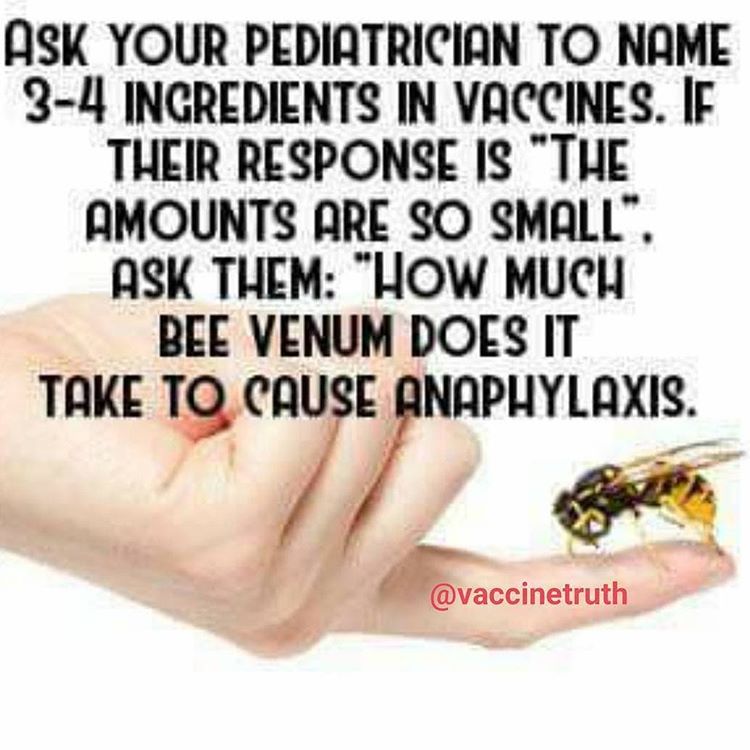 ASK YOUR PEDIATRICIAN TO NAME
3-4 INGREDIENTS IN VACCINES. IF
THEIR RESPONSE IS "THE
AMOUNTS ARE SO SMALL",
ASK THEM: "HOW MUCH
BEE VENUM DOES IT
TAKE TO CAUSE ANAPHYLAXIS.
@vaccinetruth